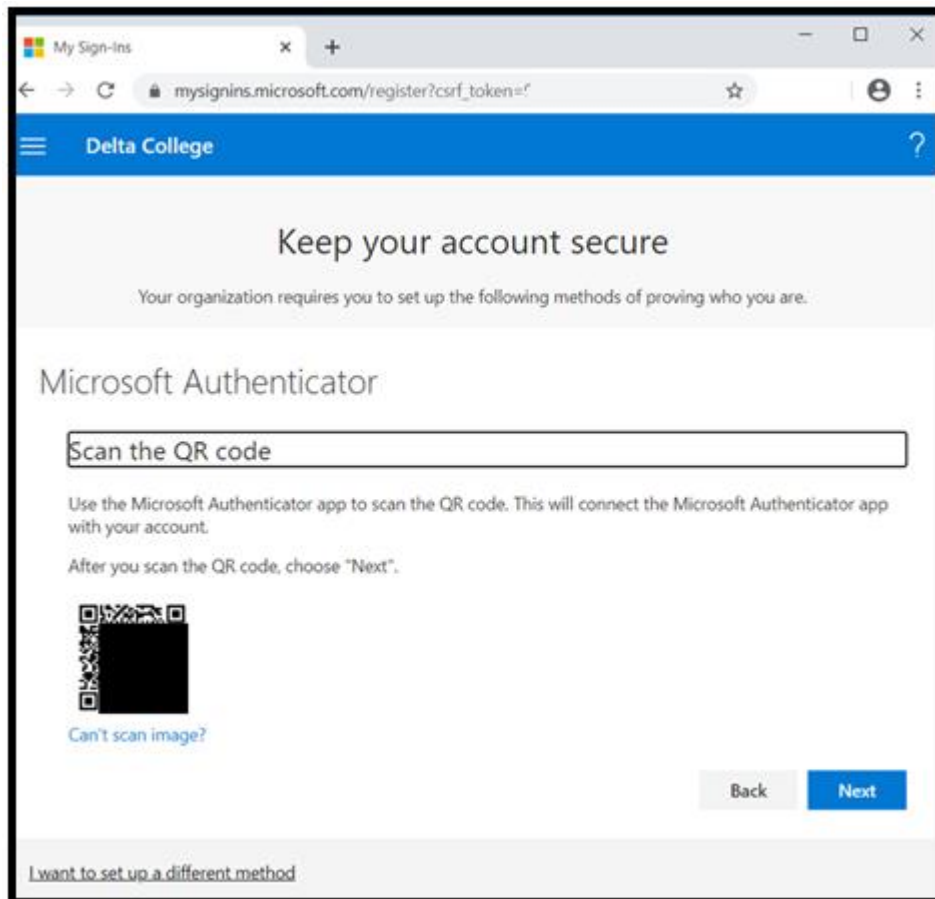 My Sign-Ins
mysignins.microsoft.com/register?csrf_token=
Delta College
?
Keep your account secure
Your organization requires you to set up the following methods of proving who you are.
Microsoft Authenticator
Scan the QR code
Use the Microsoft Authenticator app to scan the QR code. This will connect the Microsoft Authenticator app
with your account.
After you scan the QR code, choose "Next".
Can't scan image?
Back Next
I want to set up a different method